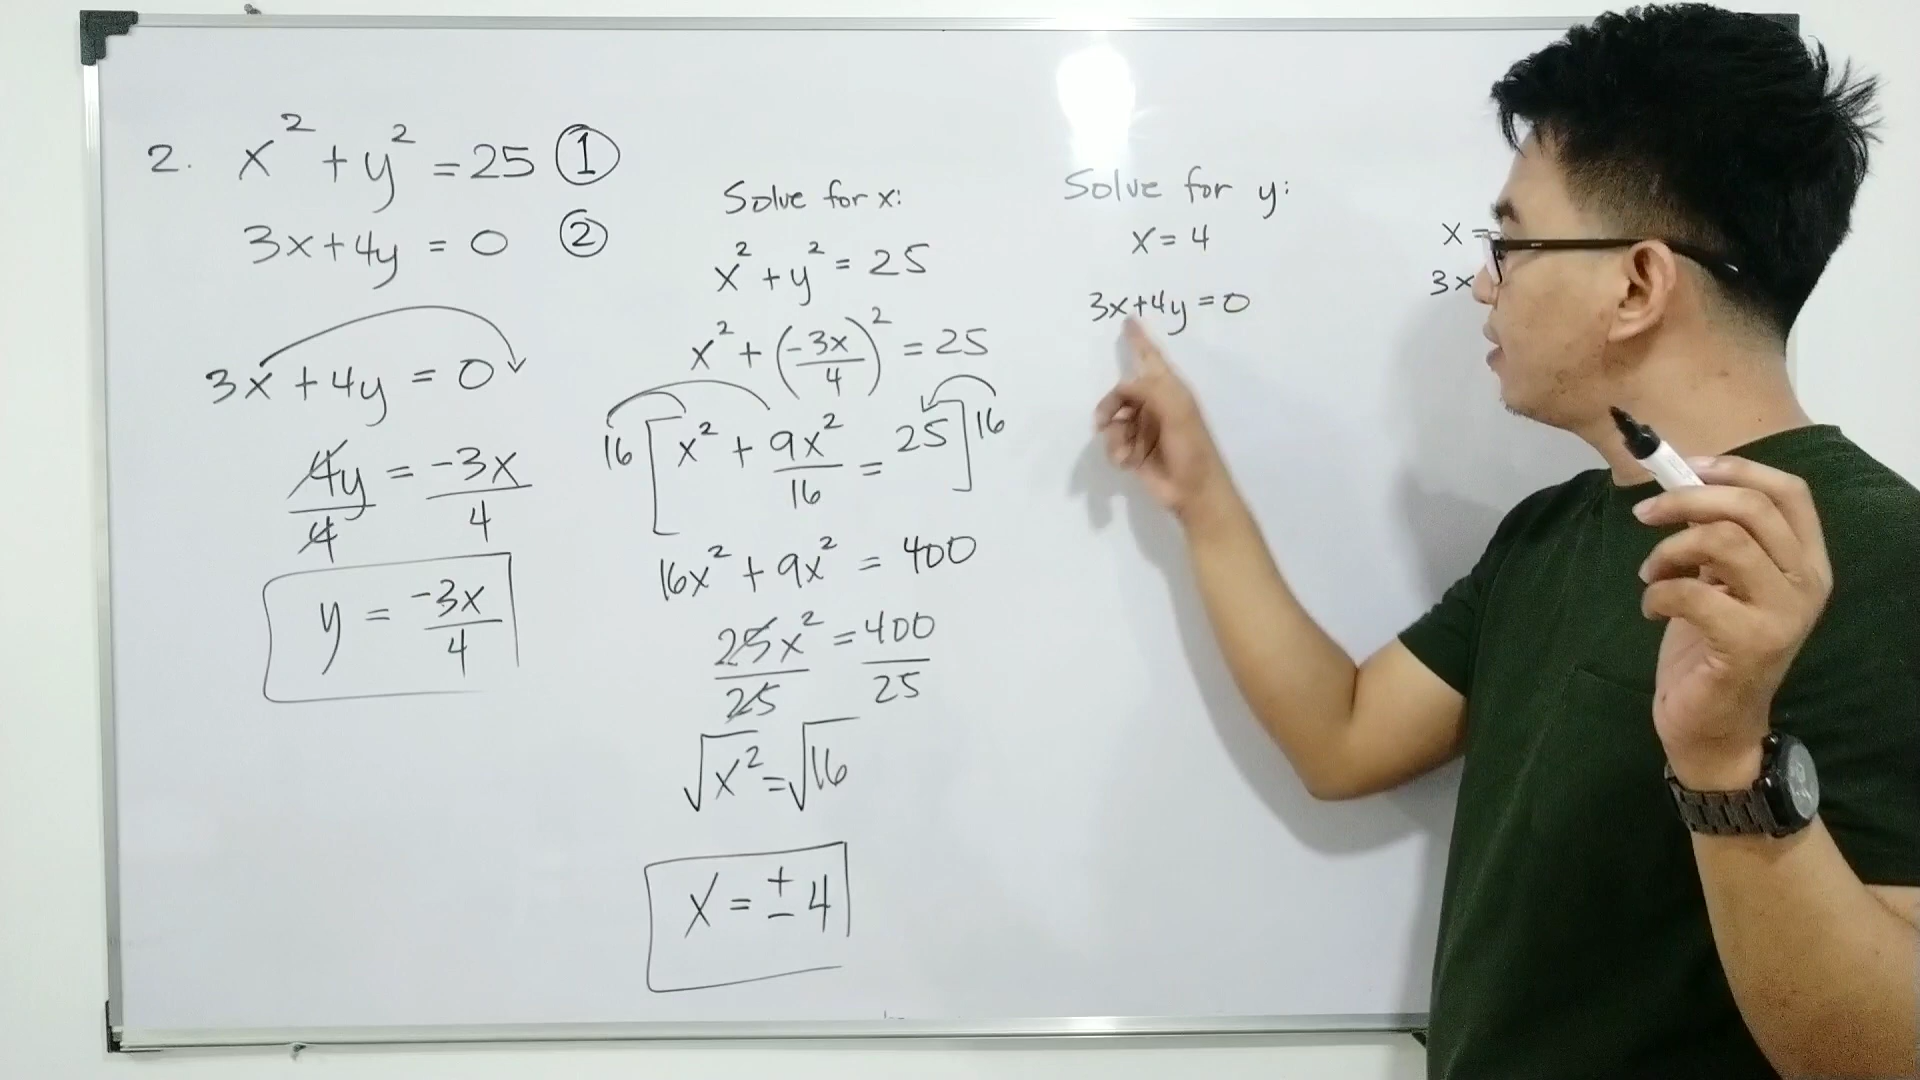 2. x² + y² = 25 ①
3x + 4y = 0 ②
3x + 4y = 0
4y/4 = -3x/4
y = -3x/4
Solve for x:
x² + y² = 25
x² + (-3x/4)² = 25
16[x² + 9x²/16 = 25]16
16x² + 9x² = 400
25x²/25 = 400/25
√x² = √16
x = ±4
Solve for y:
x = 4
3x + 4y = 0
x =
3x